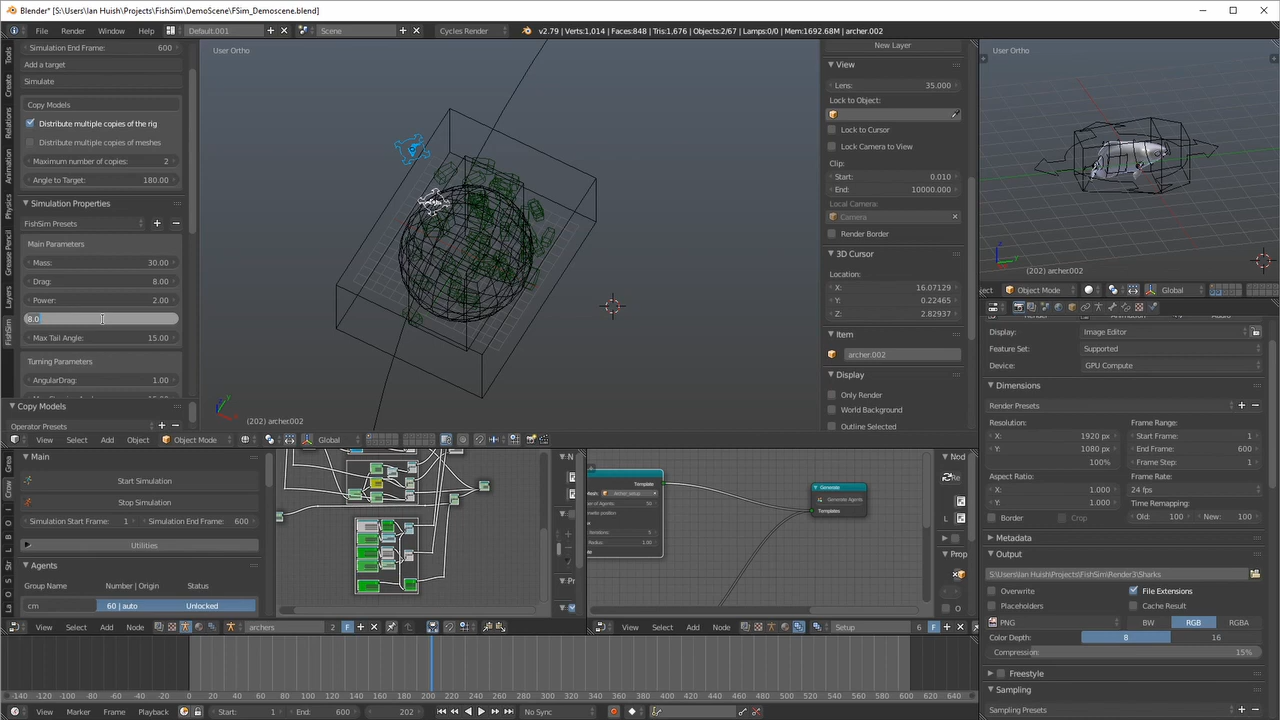 Blender* [S:\Users\Ian Huish\Projects\FishSim\DemoScene\FSim_Demoscene.blend]
File Render Window Help Default.001 Scene Cycles Render v2.79 | Verts:1,014 | Faces:848 | Tris:1,676 | Objects:2/67 | Lamps:0/0 | Mem:1692.68M | archer.002
Simulation End Frame: 600
Add a target
Simulate
Copy Models
Distribute multiple copies of the rig
Distribute multiple copies of meshes
Maximum number of copies: 2
Angle to Target: 180.00
Simulation Properties
FishSim Presets
Main Parameters
Mass: 30.00
Drag: 8.00
Power: 2.00
8.0
Max Tail Angle: 15.00
Turning Parameters
AngularDrag: 1.00
Copy Models
Operator Presets
Tools
Create
Relations
Animation
Physics
Grease Pencil
Layers
FishSim
User Ortho
(202) archer.002
View Select Add Object Object Mode Global
New Layer
View
Lens: 35.000
Lock to Object:
Lock to Cursor
Lock Camera to View
Clip:
Start: 0.010
End: 10000.000
Local Camera:
Camera
Render Border
3D Cursor
Location:
X: 16.07129
Y: 0.22465
Z: 2.82937
Item
archer.002
Display
Only Render
World Background
Outline Selected
User Ortho
(202) archer.002
ect Object Mode Global
Display: Image Editor
Feature Set: Supported
Device: GPU Compute
Dimensions
Render Presets
Resolution: Frame Range:
X: 1920 px Start Frame: 1
Y: 1080 px End Frame: 600
100% Frame Step: 1
Aspect Ratio: Frame Rate:
X: 1.000 24 fps
Y: 1.000 Time Remapping:
Border Crop Old: 100 New: 100
Metadata
Output
S:\Users\Ian Huish\Projects\FishSim\Render3\Sharks
Overwrite File Extensions
Placeholders Cache Result
PNG BW RGB RGBA
Color Depth: 8 16
Compression: 15%
Freestyle
Sampling
Sampling Presets
Main
Start Simulation
Stop Simulation
Simulation Start Frame: 1 Simulation End Frame: 600
Utilities
Agents
Group Name Number | Origin Status
cm 60 | auto Unlocked
Grea
Crow
View Select Add Node archers 2 F
Template
Archer_setup
Generate
Generate Agents
Templates
Nod
Prop
View Select Add Node Setup 6 F
-140 -120 -100 -80 -60 -40 -20 0 20 40 60 80 100 120 140 160 180 200 220 240 260 280 300 320 340 360 380 400 420 440 460 480 500 520 540 560 580 600 620 640
View Marker Frame Playback Start: 1 End: 600 202 No Sync